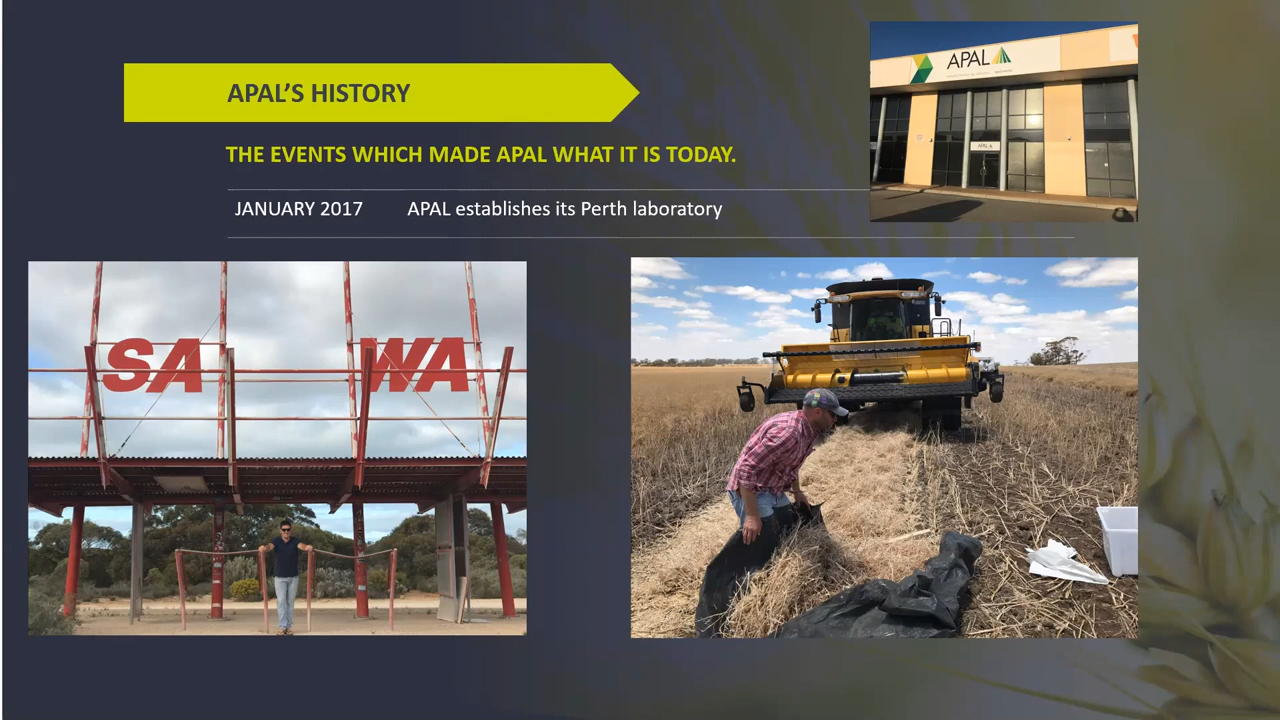 APAL
APAL'S HISTORY
THE EVENTS WHICH MADE APAL WHAT IT IS TODAY.
APAL
JANUARY 2017 APAL establishes its Perth laboratory
SA WA